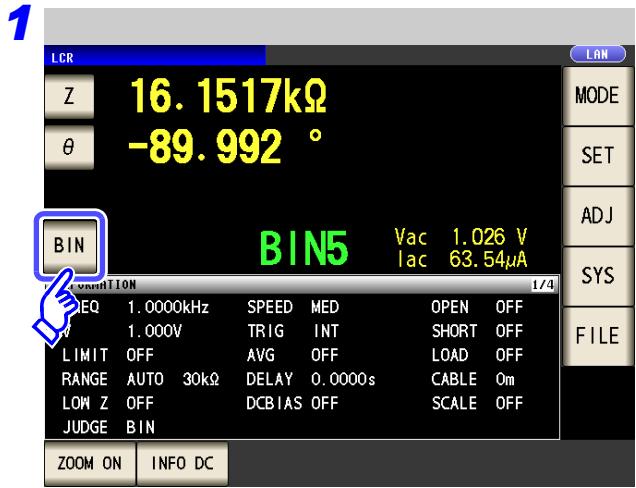 1
LCR
LAN
Z 16.1517kΩ
MODE
θ -89.992 °
SET
ADJ
BIN
BIN5
Vac 1.026 V
Iac 63.54μA
SYS
INFORMATION 1/4
FREQ 1.0000kHz SPEED MED OPEN OFF
V 1.000V TRIG INT SHORT OFF
FILE
LIMIT OFF AVG OFF LOAD OFF
RANGE AUTO 30kΩ DELAY 0.0000s CABLE 0m
LOW Z OFF DCBIAS OFF SCALE OFF
JUDGE BIN
ZOOM ON INFO DC